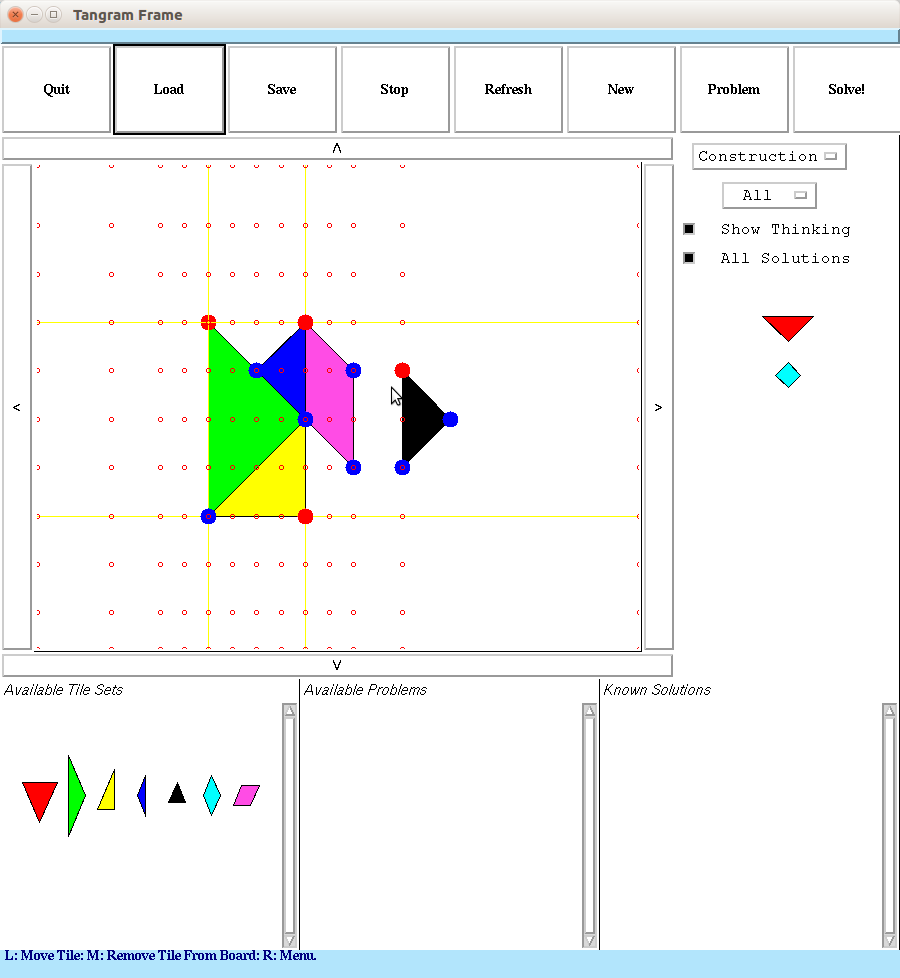 Tangram Frame
Quit Load Save Stop Refresh New Problem Solve!
Λ
Construction
All
Show Thinking
All Solutions
< >
V
Available Tile Sets Available Problems Known Solutions
L: Move Tile: M: Remove Tile From Board: R: Menu.